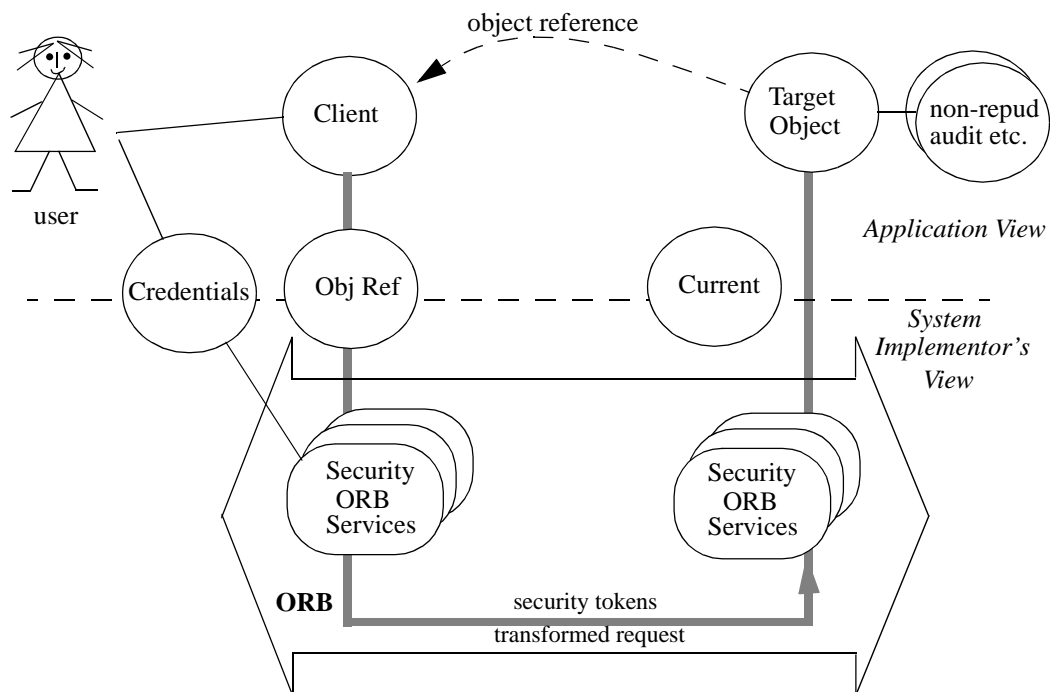 object reference
Client
Target
Object
non-repud
audit etc.
user
Application View
Credentials
Obj Ref
Current
System
Implementor's
View
Security
ORB
Services
Security
ORB
Services
ORB
security tokens
transformed request